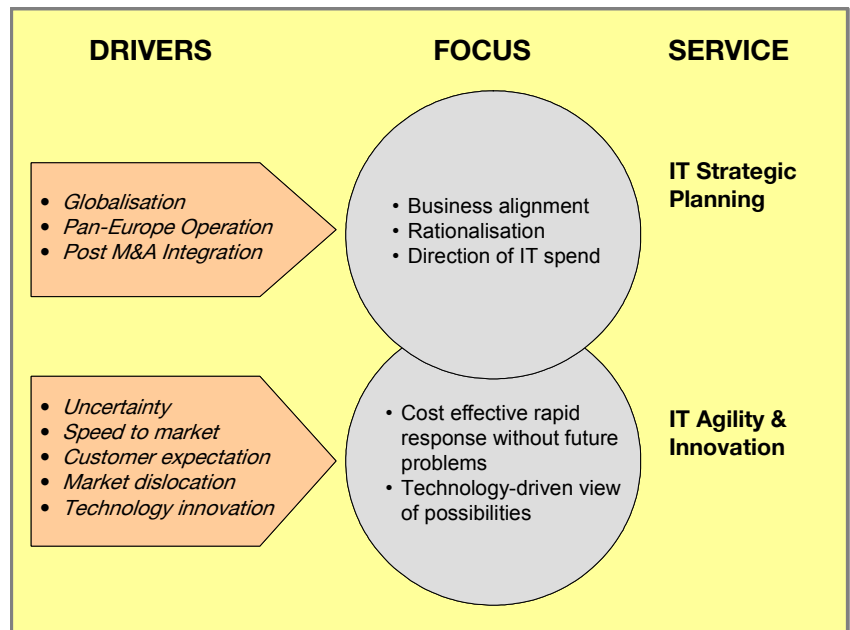 DRIVERS FOCUS SERVICE
• Globalisation
• Pan-Europe Operation
• Post M&A Integration
• Business alignment
• Rationalisation
• Direction of IT spend
IT Strategic
Planning
• Uncertainty
• Speed to market
• Customer expectation
• Market dislocation
• Technology innovation
• Cost effective rapid
response without future
problems
• Technology-driven view
of possibilities
IT Agility &
Innovation